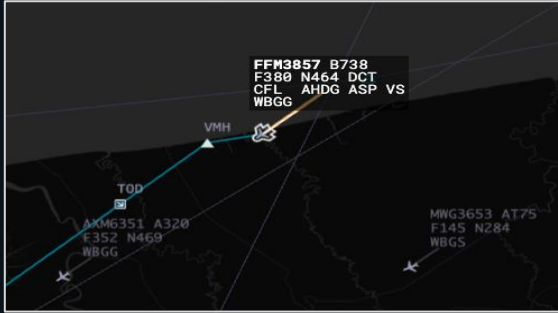 FFM3857 B738
F380 N464 DCT
CFL AHDG ASP VS
WBGG
VMH
TOD
AXM6351 A320
F352 N469
WBGG
MWG3653 AT75
F145 N284
WBGS